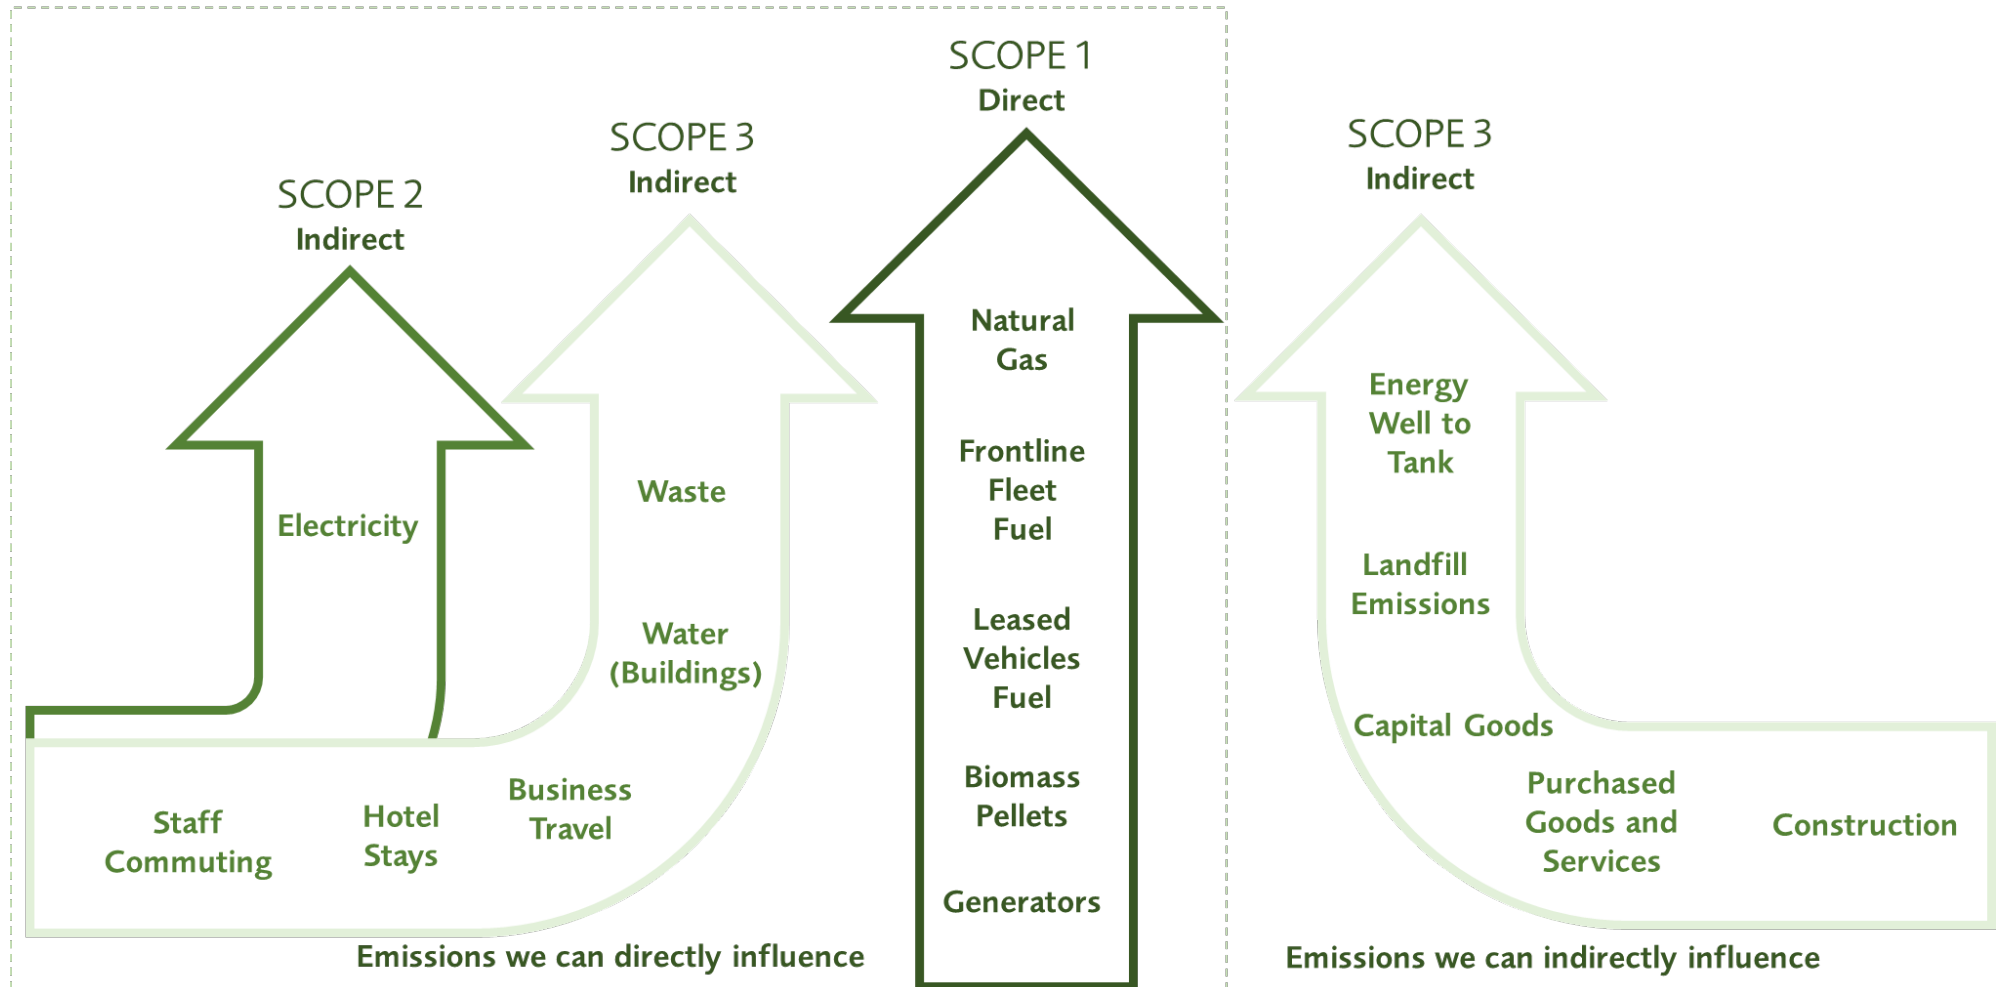 SCOPE 2
Indirect
Electricity
SCOPE 3
Indirect
Waste
Water
(Buildings)
Business
Travel
Hotel
Stays
Staff
Commuting
Emissions we can directly influence
SCOPE 1
Direct
Natural
Gas
Frontline
Fleet
Fuel
Leased
Vehicles
Fuel
Biomass
Pellets
Generators
SCOPE 3
Indirect
Energy
Well to
Tank
Landfill
Emissions
Capital Goods
Purchased
Goods and
Services
Construction
Emissions we can indirectly influence